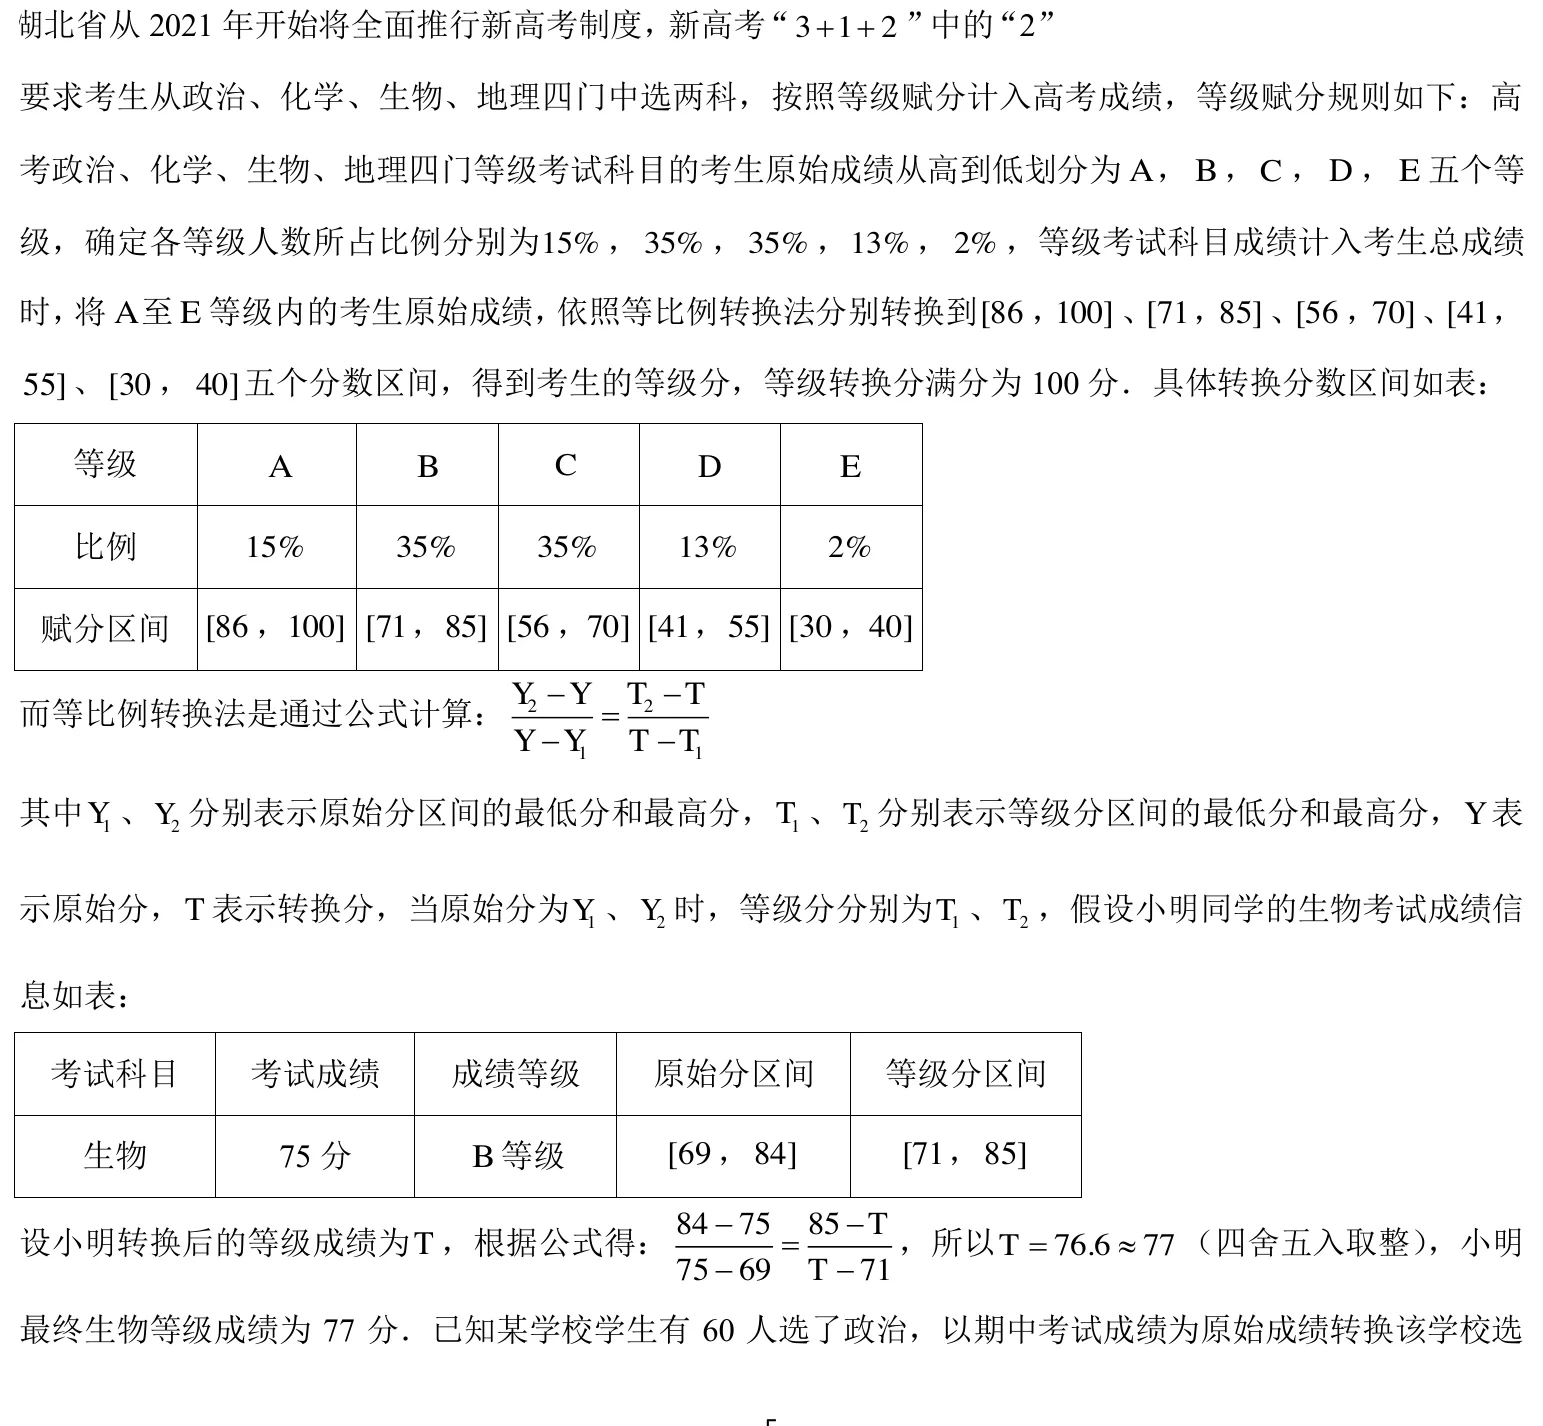 湖北省从 2021 年开始将全面推行新高考制度，新高考“3+1+2”中的“2”
要求考生从政治、化学、生物、地理四门中选两科，按照等级赋分计入高考成绩，等级赋分规则如下：高
考政治、化学、生物、地理四门等级考试科目的考生原始成绩从高到低划分为 A，B，C，D，E 五个等
级，确定各等级人数所占比例分别为15%，35%，35%，13%，2%，等级考试科目成绩计入考生总成绩
时，将 A至 E 等级内的考生原始成绩，依照等比例转换法分别转换到[86，100]、[71，85]、[56，70]、[41，
55]、[30，40]五个分数区间，得到考生的等级分，等级转换分满分为 100 分．具体转换分数区间如表：
等级 A B C D E
比例 15% 35% 35% 13% 2%
赋分区间 [86，100] [71，85] [56，70] [41，55] [30，40]
而等比例转换法是通过公式计算：(Y₂−Y)/(Y−Y₁)=(T₂−T)/(T−T₁)
其中Y₁、Y₂分别表示原始分区间的最低分和最高分，T₁、T₂分别表示等级分区间的最低分和最高分，Y表
示原始分，T表示转换分，当原始分为Y₁、Y₂时，等级分分别为T₁、T₂，假设小明同学的生物考试成绩信
息如表：
考试科目 考试成绩 成绩等级 原始分区间 等级分区间
生物 75 分 B 等级 [69，84] [71，85]
设小明转换后的等级成绩为T，根据公式得：(84−75)/(75−69)=(85−T)/(T−71)，所以T=76.6≈77（四舍五入取整），小明
最终生物等级成绩为 77 分．已知某学校学生有 60 人选了政治，以期中考试成绩为原始成绩转换该学校选